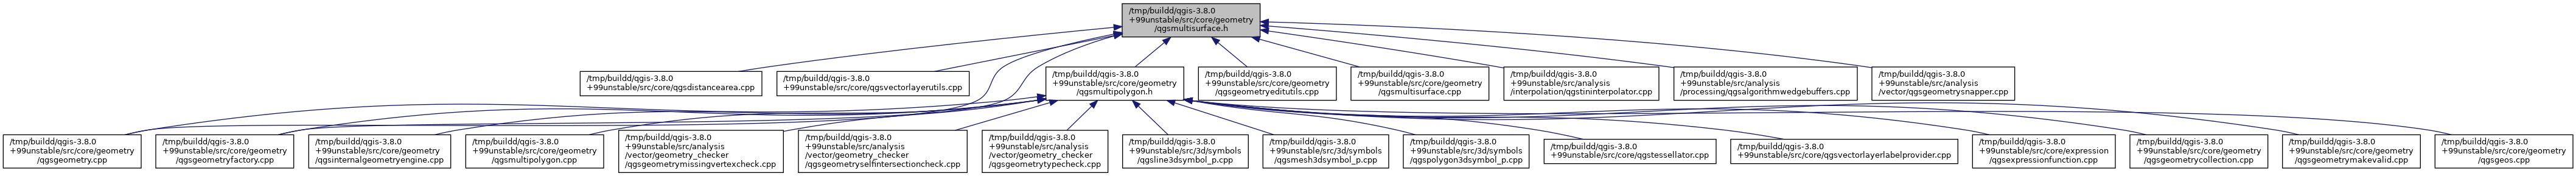 /tmp/buildd/qgis-3.8.0
+99unstable/src/core/geometry
/qgsmultisurface.h
/tmp/buildd/qgis-3.8.0
+99unstable/src/core/qgsdistancearea.cpp
/tmp/buildd/qgis-3.8.0
+99unstable/src/core/qgsvectorlayerutils.cpp
/tmp/buildd/qgis-3.8.0
+99unstable/src/core/geometry
/qgsmultipolygon.h
/tmp/buildd/qgis-3.8.0
+99unstable/src/core/geometry
/qgsgeometryeditutils.cpp
/tmp/buildd/qgis-3.8.0
+99unstable/src/core/geometry
/qgsmultisurface.cpp
/tmp/buildd/qgis-3.8.0
+99unstable/src/analysis
/interpolation/qgstininterpolator.cpp
/tmp/buildd/qgis-3.8.0
+99unstable/src/analysis
/processing/qgsalgorithmwedgebuffers.cpp
/tmp/buildd/qgis-3.8.0
+99unstable/src/analysis
/vector/qgsgeometrysnapper.cpp
/tmp/buildd/qgis-3.8.0
+99unstable/src/core/geometry
/qgsgeometry.cpp
/tmp/buildd/qgis-3.8.0
+99unstable/src/core/geometry
/qgsgeometryfactory.cpp
/tmp/buildd/qgis-3.8.0
+99unstable/src/core/geometry
/qgsinternalgeometryengine.cpp
/tmp/buildd/qgis-3.8.0
+99unstable/src/core/geometry
/qgsmultipolygon.cpp
/tmp/buildd/qgis-3.8.0
+99unstable/src/analysis
/vector/geometry_checker
/qgsgeometrymissingvertexcheck.cpp
/tmp/buildd/qgis-3.8.0
+99unstable/src/analysis
/vector/geometry_checker
/qgsgeometryselfintersectioncheck.cpp
/tmp/buildd/qgis-3.8.0
+99unstable/src/analysis
/vector/geometry_checker
/qgsgeometrytypecheck.cpp
/tmp/buildd/qgis-3.8.0
+99unstable/src/3d/symbols
/qgsline3dsymbol_p.cpp
/tmp/buildd/qgis-3.8.0
+99unstable/src/3d/symbols
/qgsmesh3dsymbol_p.cpp
/tmp/buildd/qgis-3.8.0
+99unstable/src/3d/symbols
/qgspolygon3dsymbol_p.cpp
/tmp/buildd/qgis-3.8.0
+99unstable/src/core/qgstessellator.cpp
/tmp/buildd/qgis-3.8.0
+99unstable/src/core/qgsvectorlayerlabelprovider.cpp
/tmp/buildd/qgis-3.8.0
+99unstable/src/core/expression
/qgsexpressionfunction.cpp
/tmp/buildd/qgis-3.8.0
+99unstable/src/core/geometry
/qgsgeometrycollection.cpp
/tmp/buildd/qgis-3.8.0
+99unstable/src/core/geometry
/qgsgeometrymakevalid.cpp
/tmp/buildd/qgis-3.8.0
+99unstable/src/core/geometry
/qgsgeos.cpp